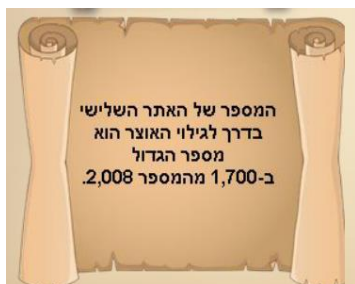 המספר של האתר השלישי
בדרך לגילוי האוצר הוא
מספר הגדול
ב-1,700 מהמספר 2,008.